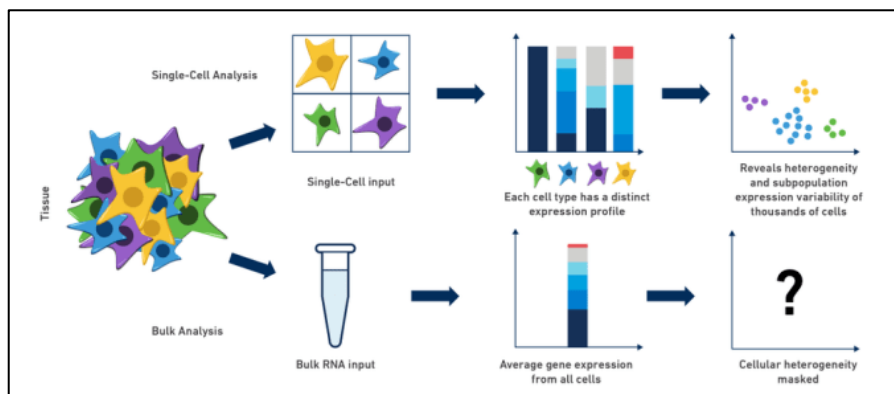 Single-Cell Analysis
Single-Cell input
Each cell type has a distinct
expression profile
Reveals heterogeneity
and subpopulation
expression variability of
thousands of cells
Tissue
Bulk Analysis
Bulk RNA input
Average gene expression
from all cells
?
Cellular heterogeneity
masked